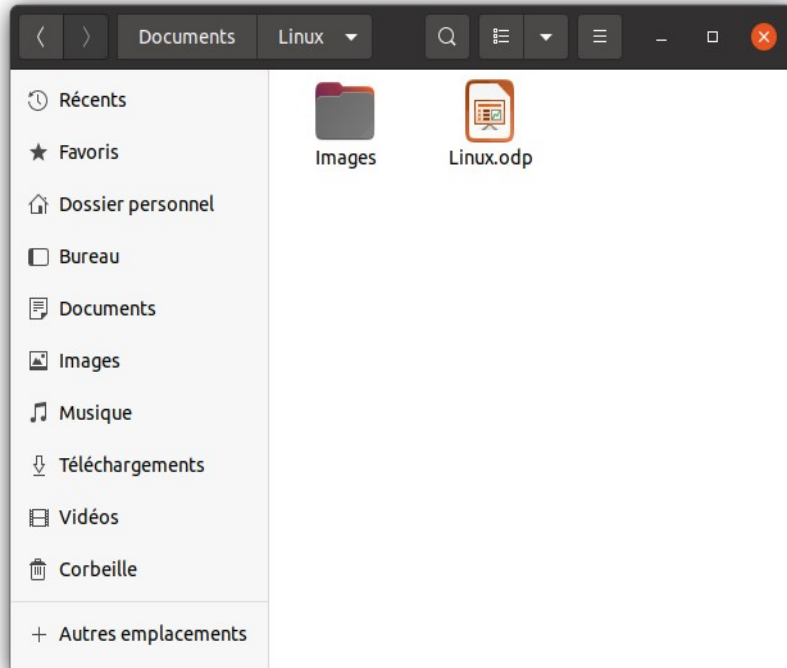 Documents Linux
Récents
Favoris
Dossier personnel
Bureau
Documents
Images
Musique
Téléchargements
Vidéos
Corbeille
Autres emplacements
Images Linux.odp